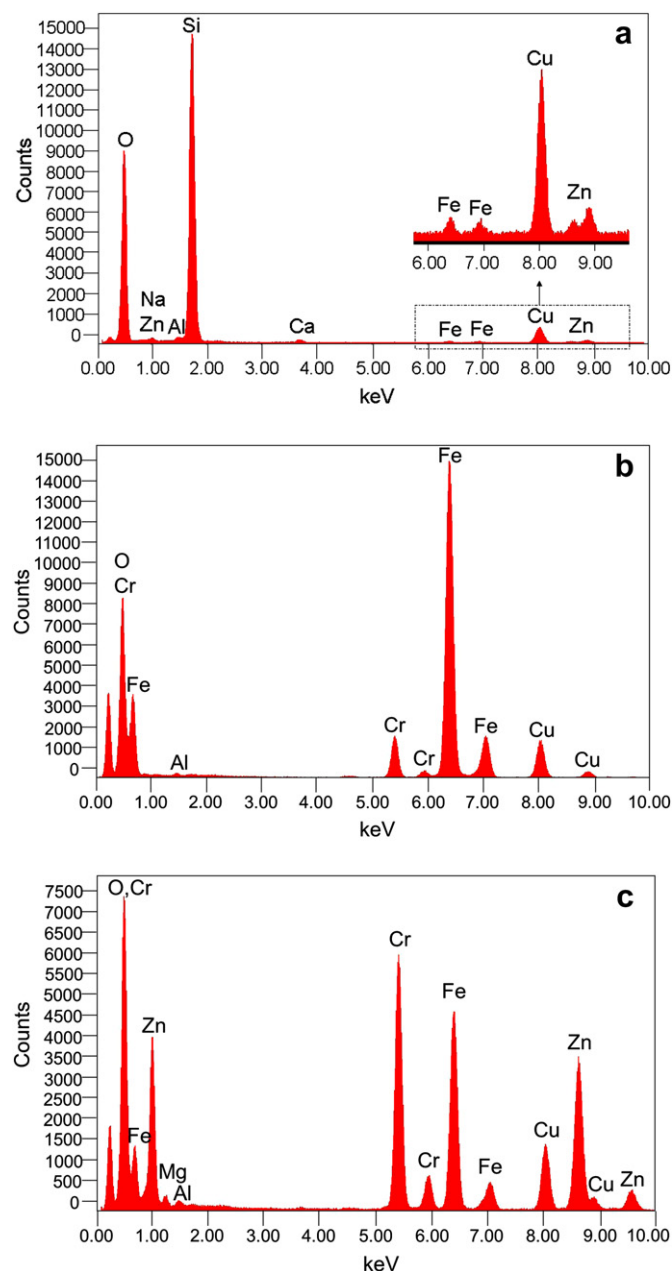 a
Si
15000
14000
13000
12000
11000
10000
9000
8000
7000
6000
5000
4000
3000
2000
1000
0
Counts
O
Na
Zn
Al
Ca
Cu
Fe
Fe
Zn
6.00 7.00 8.00 9.00
Fe Fe Cu Zn
0.00 1.00 2.00 3.00 4.00 5.00 6.00 7.00 8.00 9.00 10.00
keV
b
Fe
15000
14000
13000
12000
11000
10000
9000
8000
7000
6000
5000
4000
3000
2000
1000
0
Counts
O
Cr
Fe
Al
Cr
Cr
Fe
Cu
Cu
0.00 1.00 2.00 3.00 4.00 5.00 6.00 7.00 8.00 9.00 10.00
keV
c
O,Cr
7500
7000
6500
6000
5500
5000
4500
4000
3500
3000
2500
2000
1500
1000
500
0
Counts
Zn
Fe
Mg
Al
Cr
Cr
Fe
Fe
Cu
Zn
Cu
Zn
0.00 1.00 2.00 3.00 4.00 5.00 6.00 7.00 8.00 9.00 10.00
keV